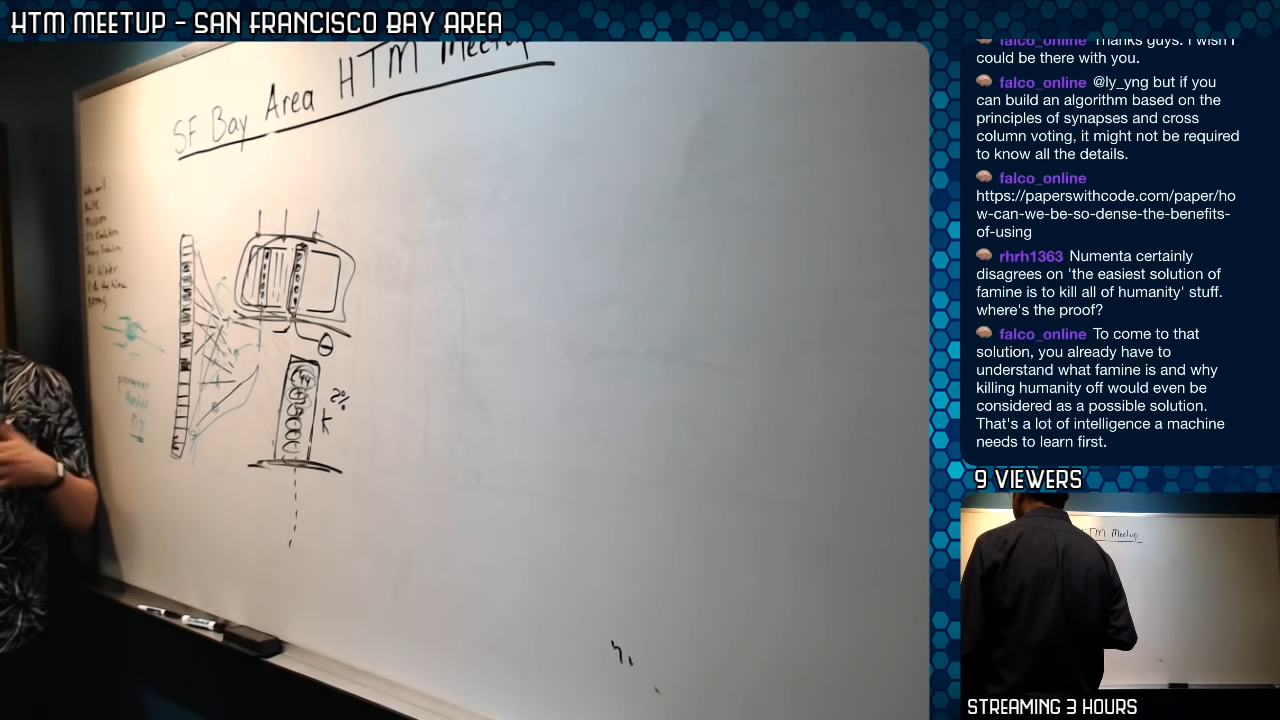 HTM MEETUP - SAN FRANCISCO BAY AREA
SF Bay Area HTM Meetup
2%
K
falco_online Thanks guys. I wish I
could be there with you.
falco_online @ly_yng but if you
can build an algorithm based on the
principles of synapses and cross
column voting, it might not be required
to know all the details.
falco_online
https://paperswithcode.com/paper/ho
w-can-we-be-so-dense-the-benefits-
of-using
rhrh1363 Numenta certainly
disagrees on 'the easiest solution of
famine is to kill all of humanity' stuff.
where's the proof?
falco_online To come to that
solution, you already have to
understand what famine is and why
killing humanity off would even be
considered as a possible solution.
That's a lot of intelligence a machine
needs to learn first.
9 VIEWERS
HTM Meetup
STREAMING 3 HOURS